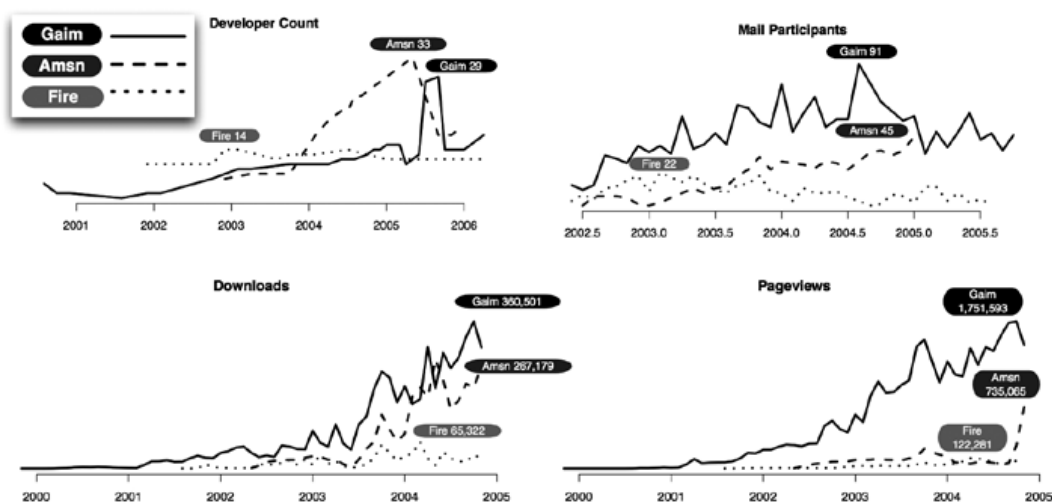 Gaim
Amsn
Fire
Developer Count
Amsn 33
Gaim 29
Fire 14
2001 2002 2003 2004 2005 2006
Mail Participants
Gaim 91
Amsn 45
Fire 22
2002.5 2003.0 2003.5 2004.0 2004.5 2005.0 2005.5
Downloads
Gaim 360,501
Amsn 267,179
Fire 65,322
2000 2001 2002 2003 2004 2005
Pageviews
Gaim
1,751,593
Amsn
735,065
Fire
122,281
2000 2001 2002 2003 2004 2005